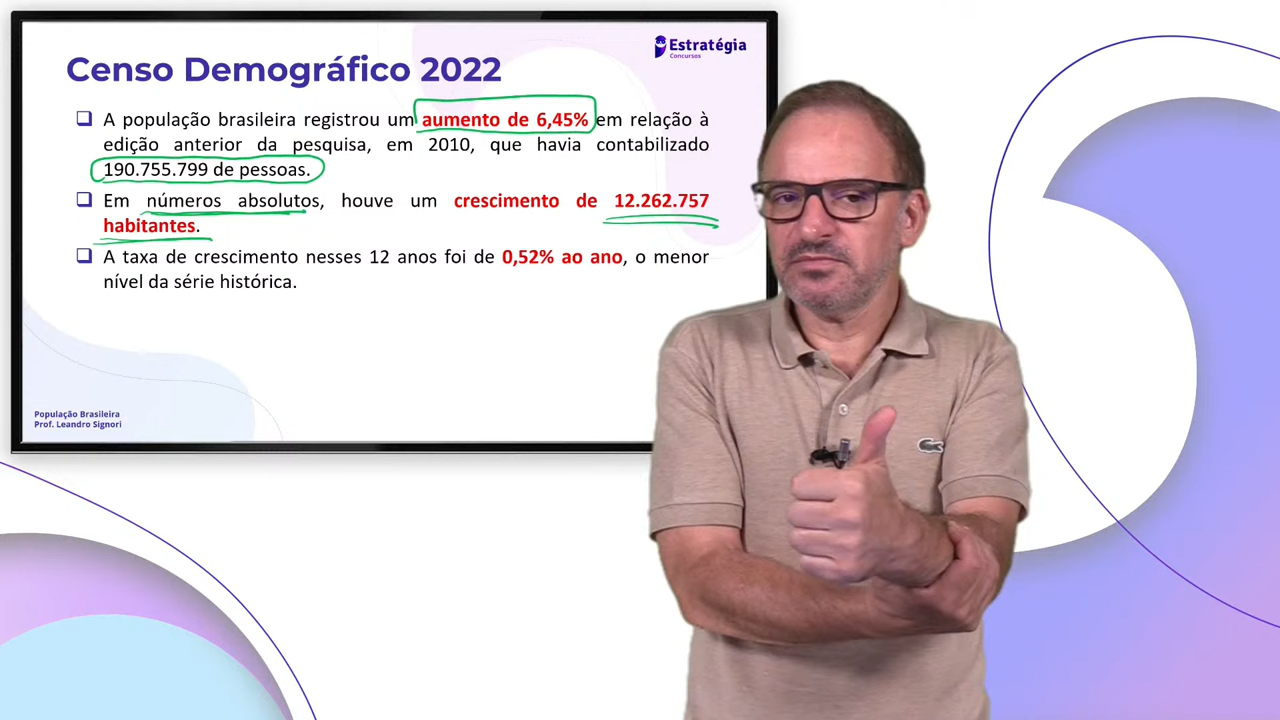 Estratégia
Concursos
Censo Demográfico 2022
A população brasileira registrou um aumento de 6,45% em relação à
edição anterior da pesquisa, em 2010, que havia contabilizado
190.755.799 de pessoas.
Em números absolutos, houve um crescimento de 12.262.757
habitantes.
A taxa de crescimento nesses 12 anos foi de 0,52% ao ano, o menor
nível da série histórica.
População Brasileira
Prof. Leandro Signori